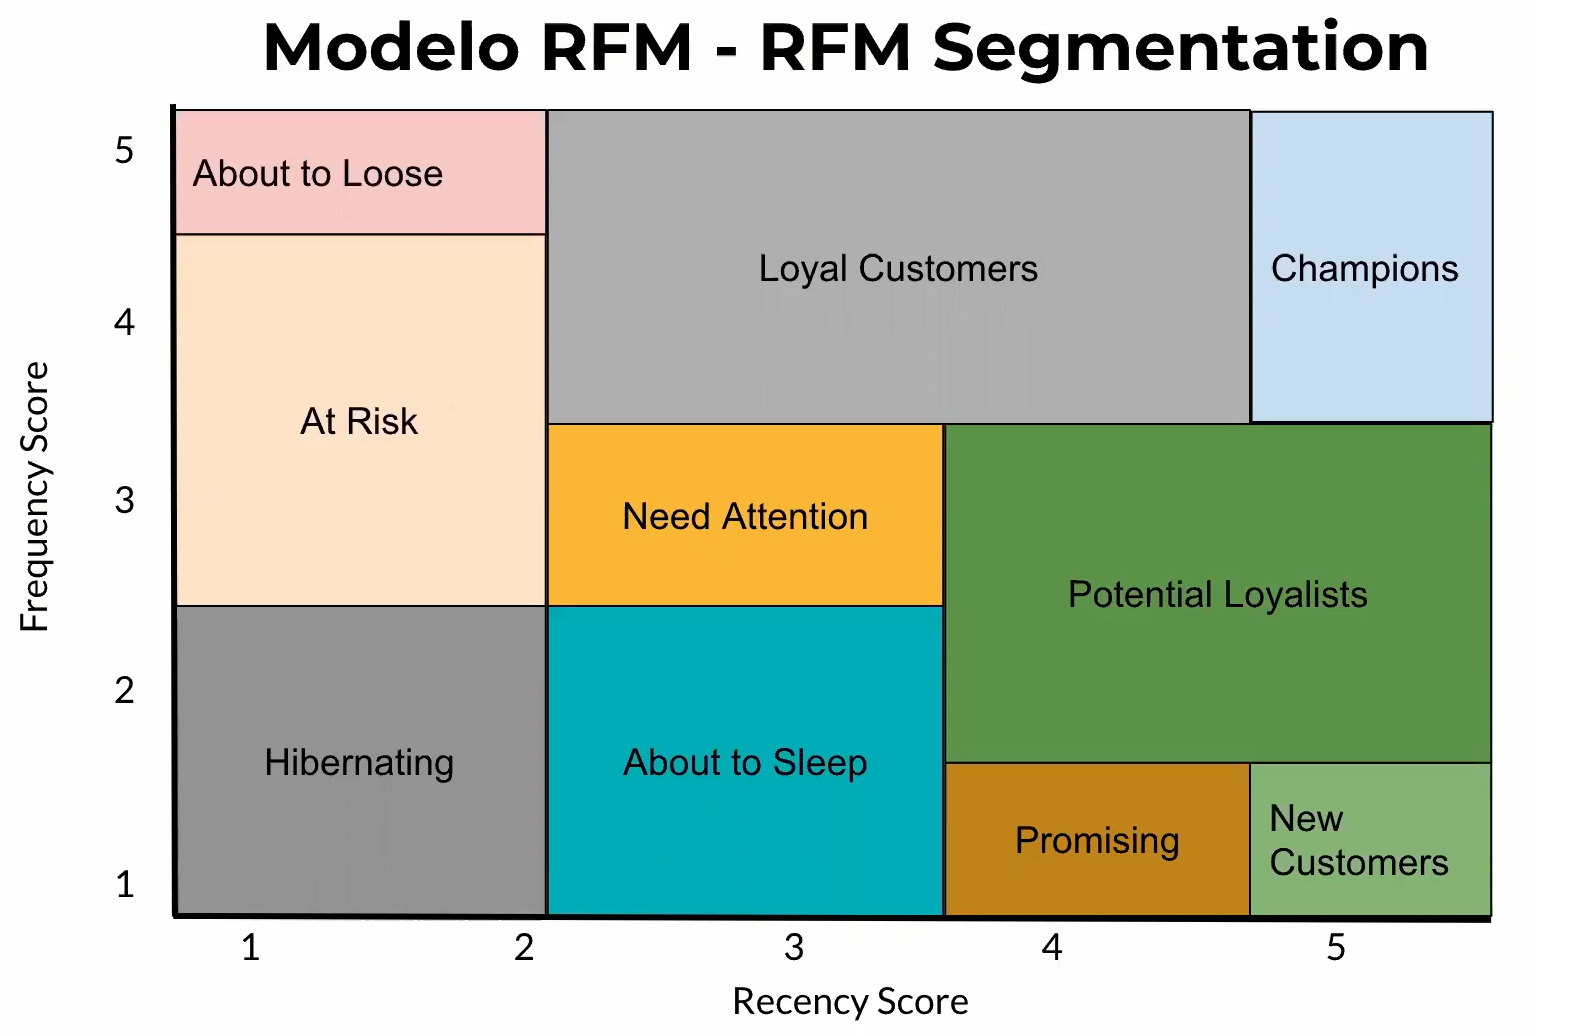 Modelo RFM - RFM Segmentation
5
About to Loose
Loyal Customers
Champions
4
At Risk
Frequency Score
3
Need Attention
Potential Loyalists
2
Hibernating
About to Sleep
Promising
New
Customers
1
1 2 3 4 5
Recency Score